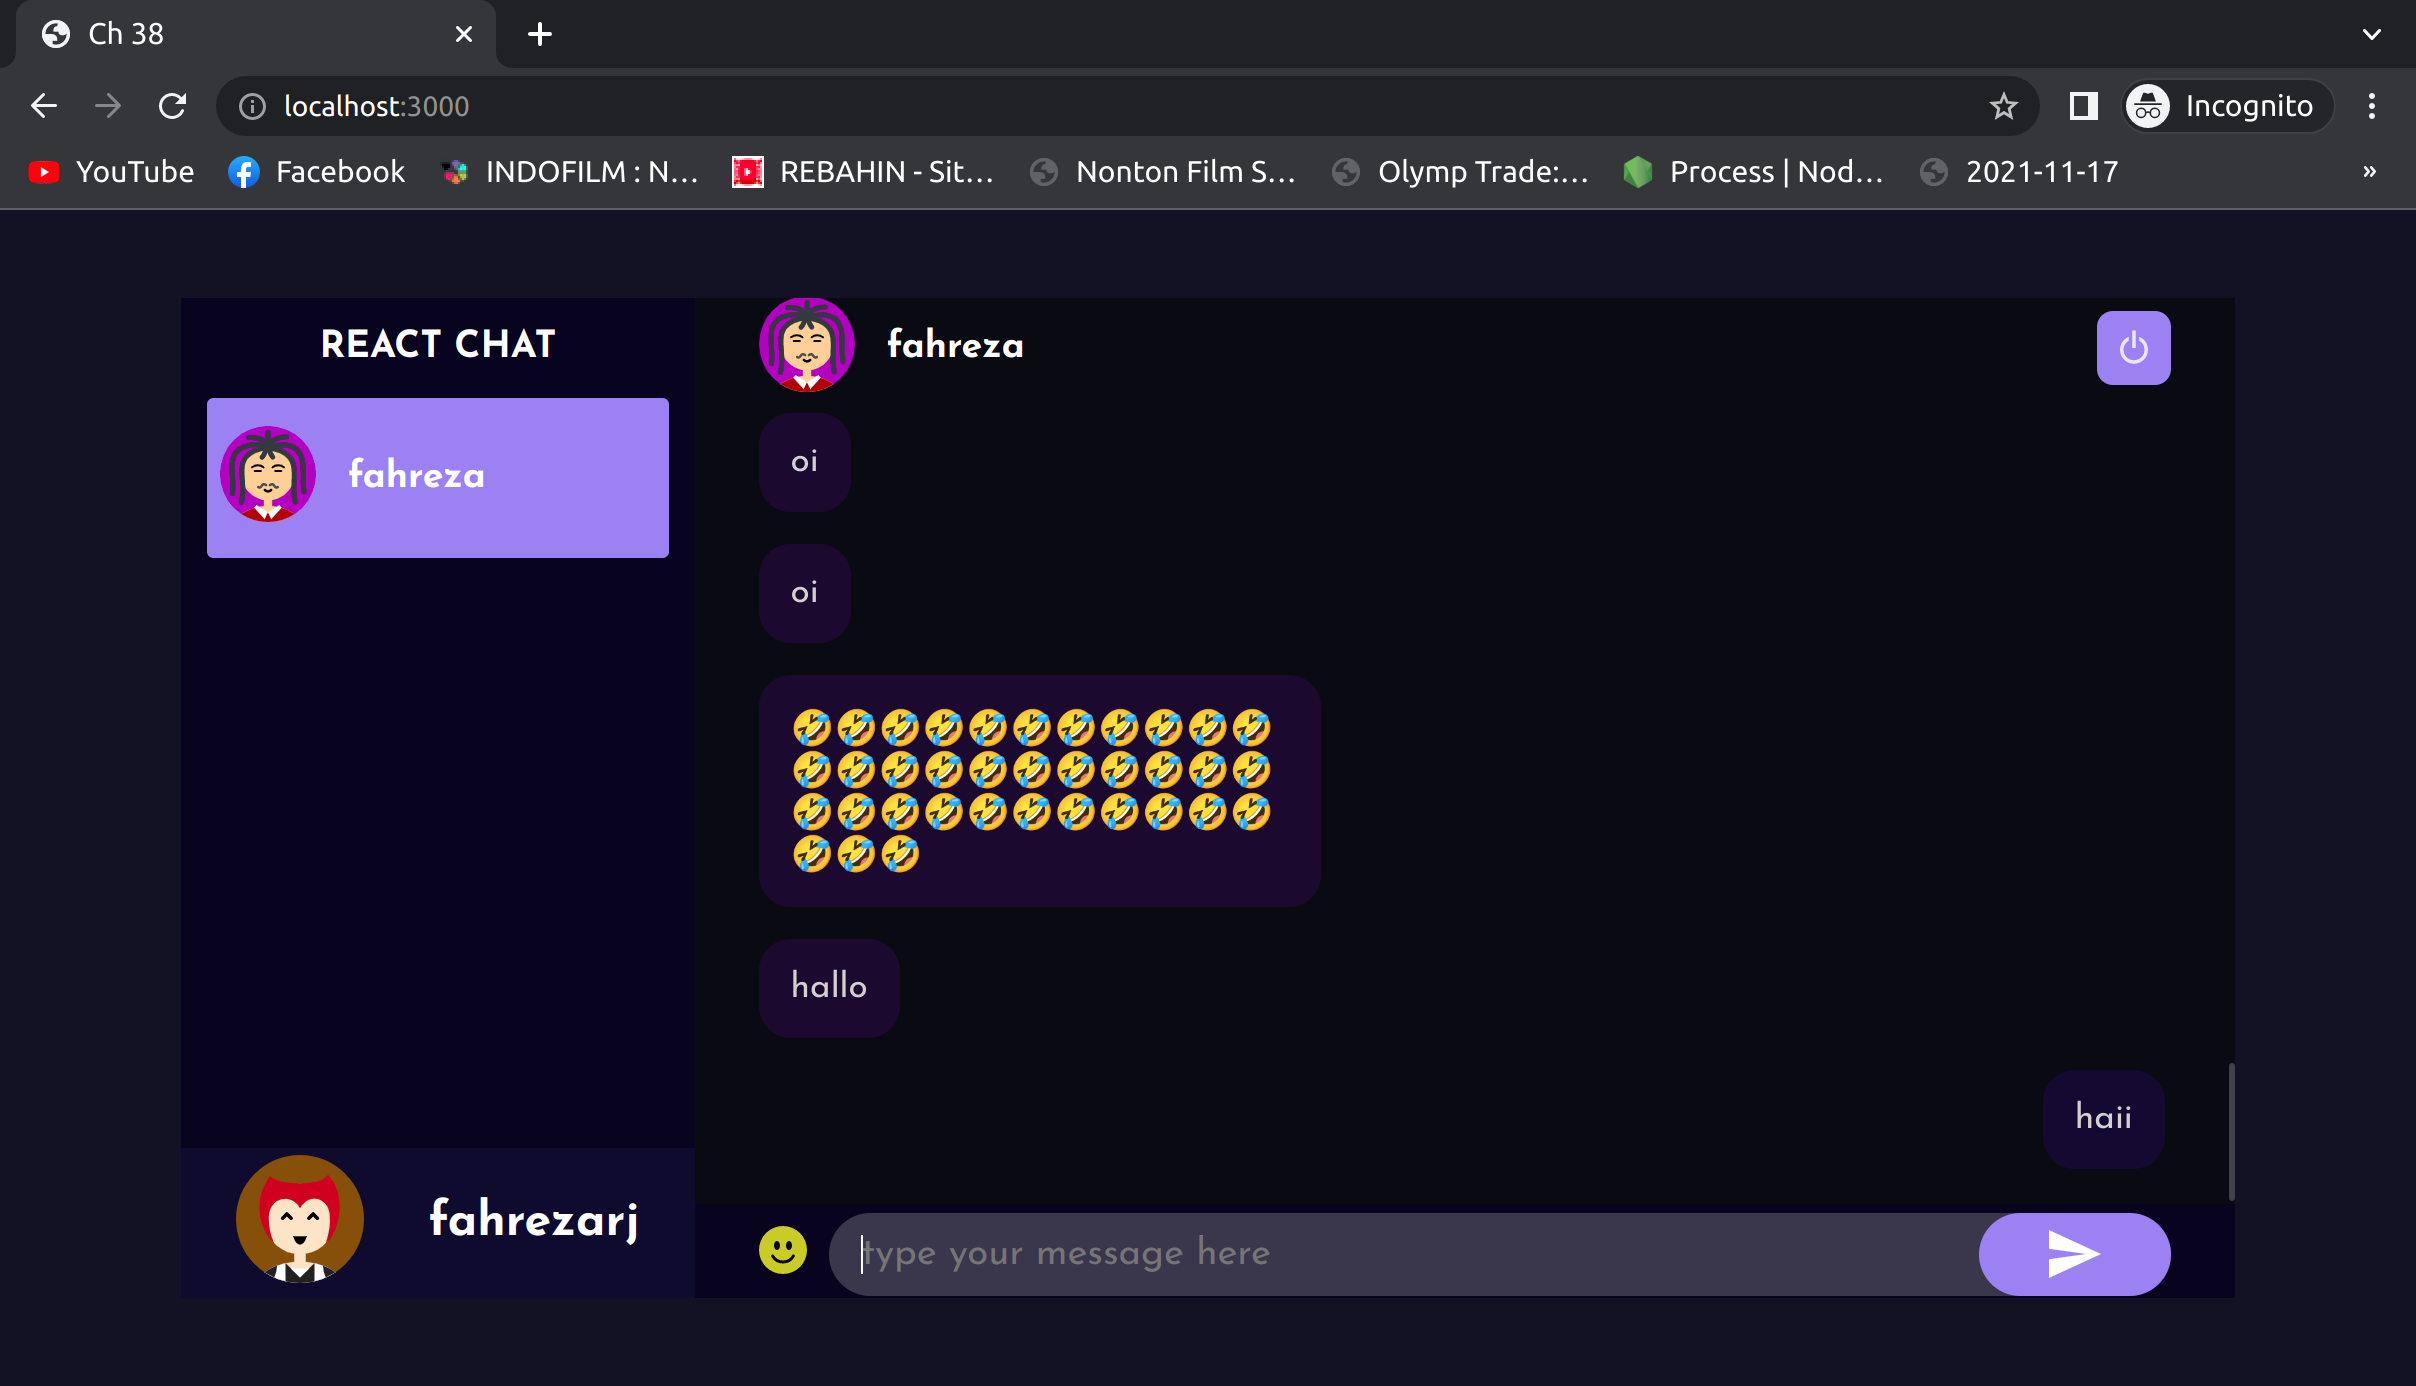 Ch 38
localhost:3000
Incognito
YouTube
Facebook
INDOFILM : N...
REBAHIN - Sit...
Nonton Film S...
Olymp Trade:...
Process | Nod...
2021-11-17
»
REACT CHAT
fahreza
fahreza
oi
oi
🤣🤣🤣🤣🤣🤣🤣🤣🤣🤣🤣
🤣🤣🤣🤣🤣🤣🤣🤣🤣🤣🤣
🤣🤣🤣🤣🤣🤣🤣🤣🤣🤣🤣
🤣🤣🤣
hallo
haii
fahrezarj
type your message here